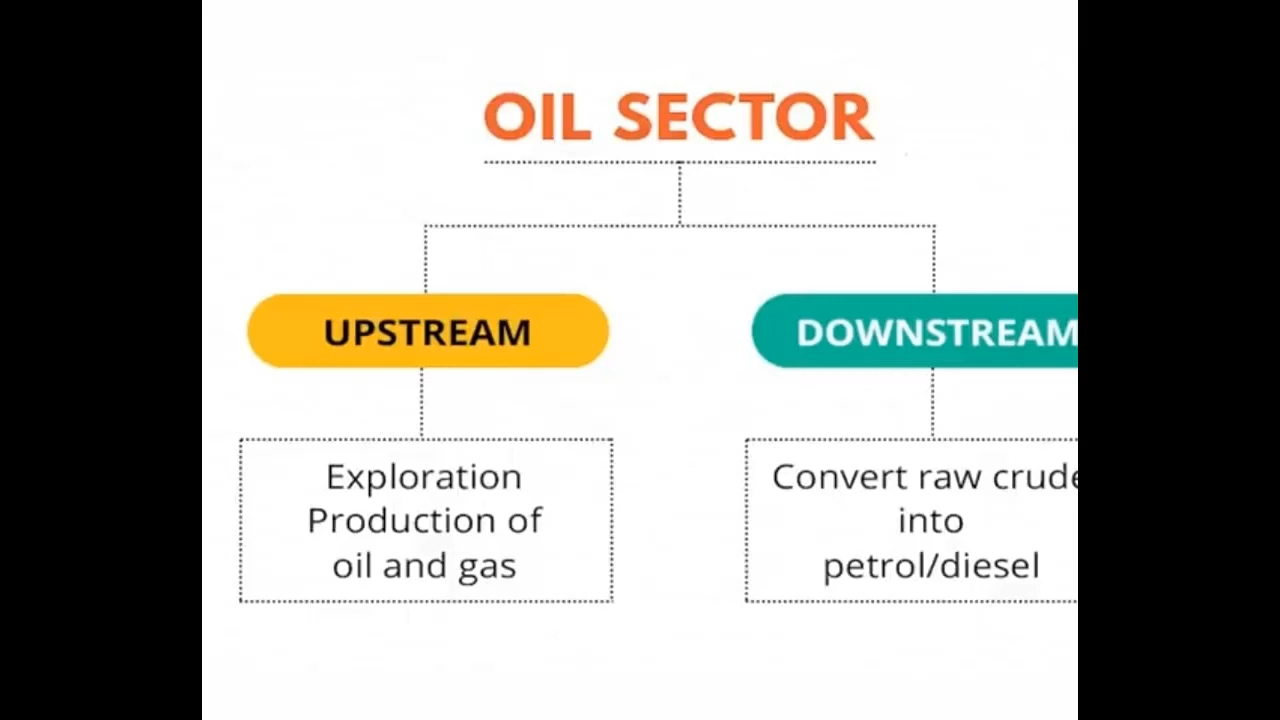 OIL SECTOR
UPSTREAM
DOWNSTREAM
Exploration
Production of
oil and gas
Convert raw crude
into
petrol/diesel